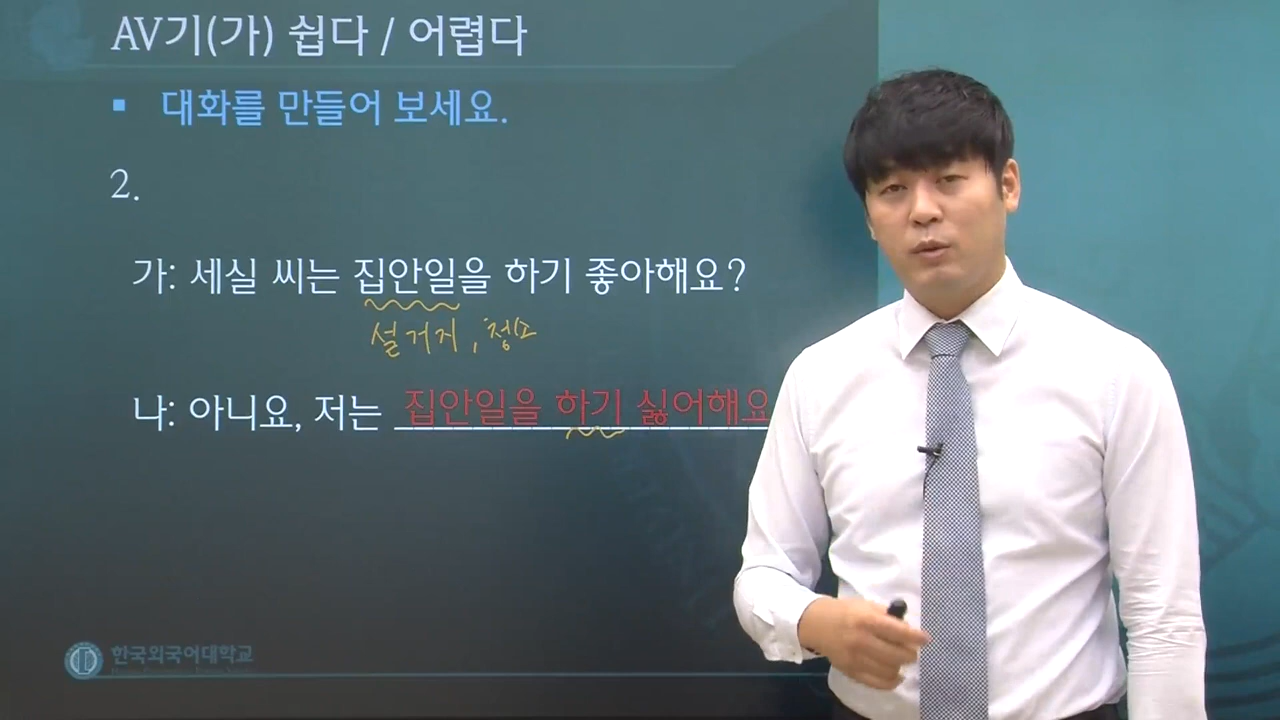 AV기(가) 쉽다 / 어렵다
▪ 대화를 만들어 보세요.
2.
가: 세실 씨는 집안일을 하기 좋아해요?
설거지, 청소
나: 아니요, 저는 집안일을 하기 싫어해요
한국외국어대학교